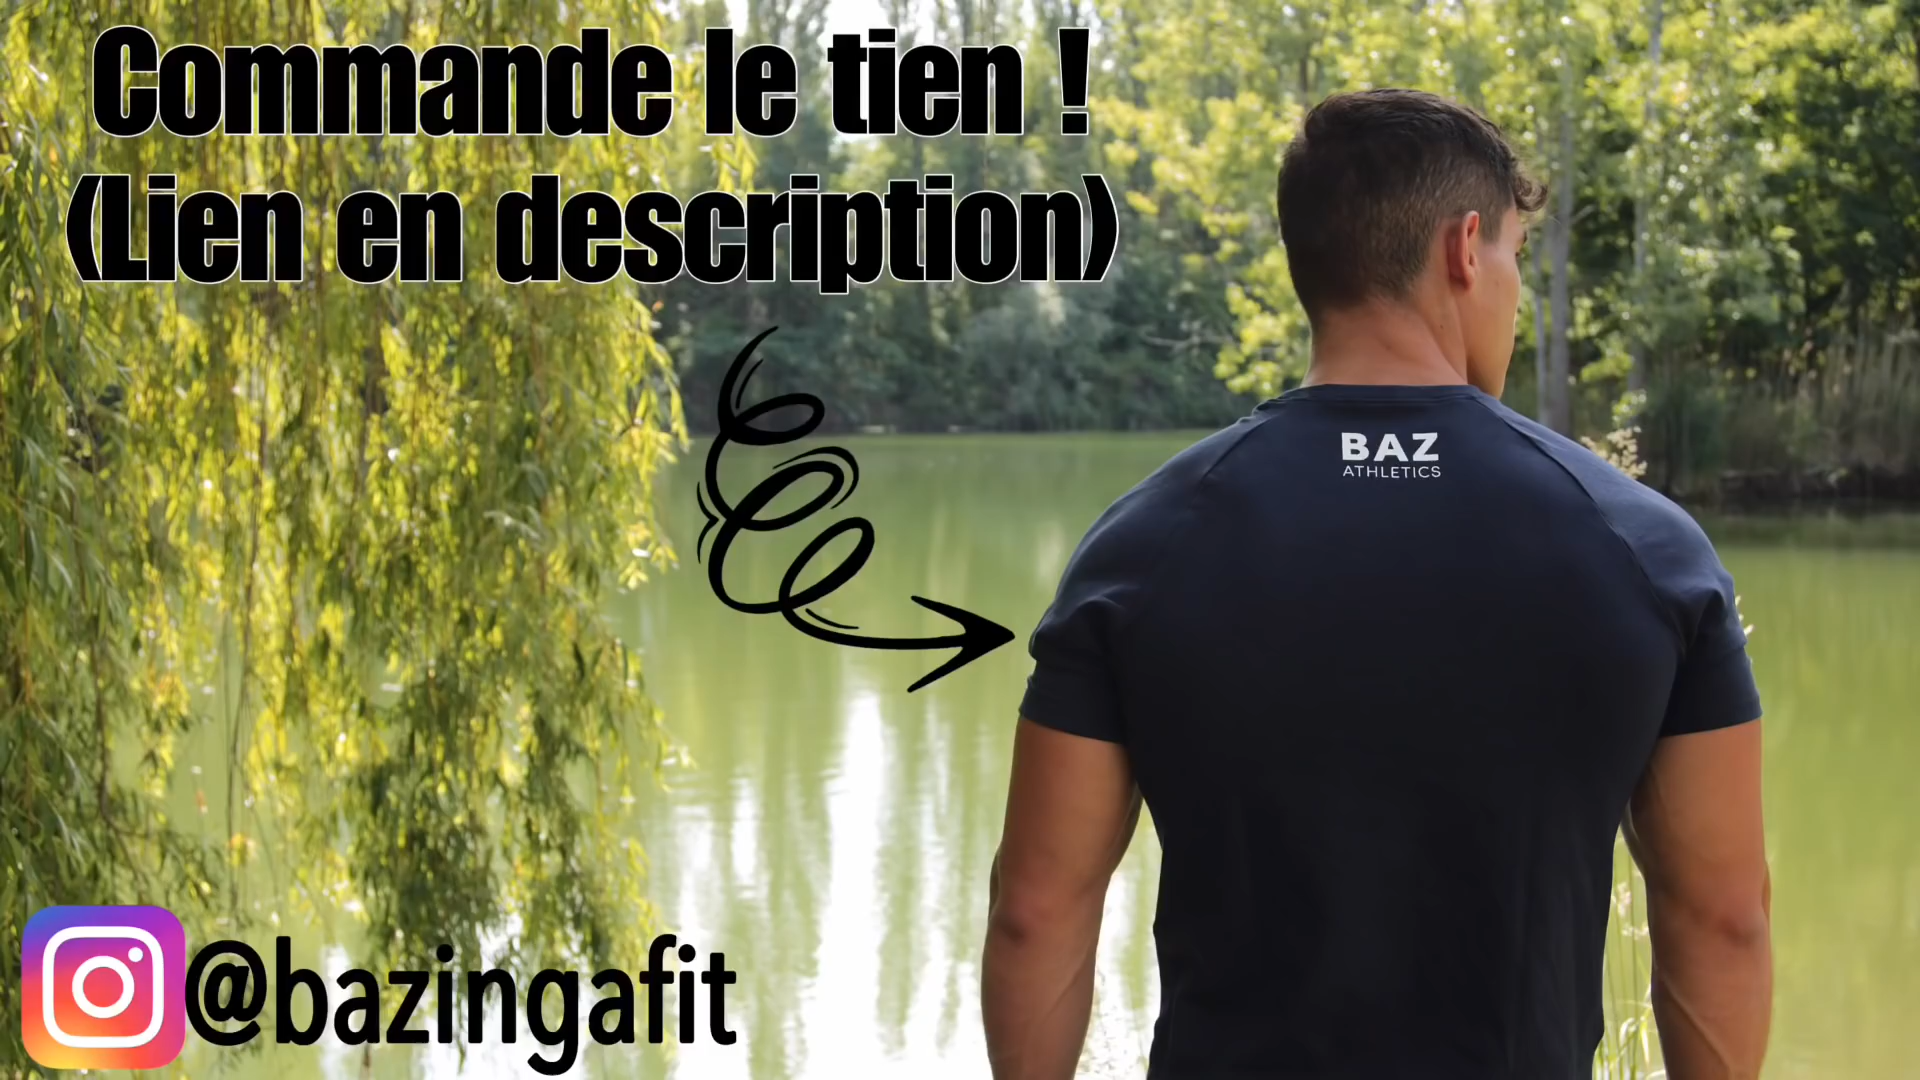 Commande le tien !
(Lien en description)
BAZ
ATHLETICS
@bazingafit